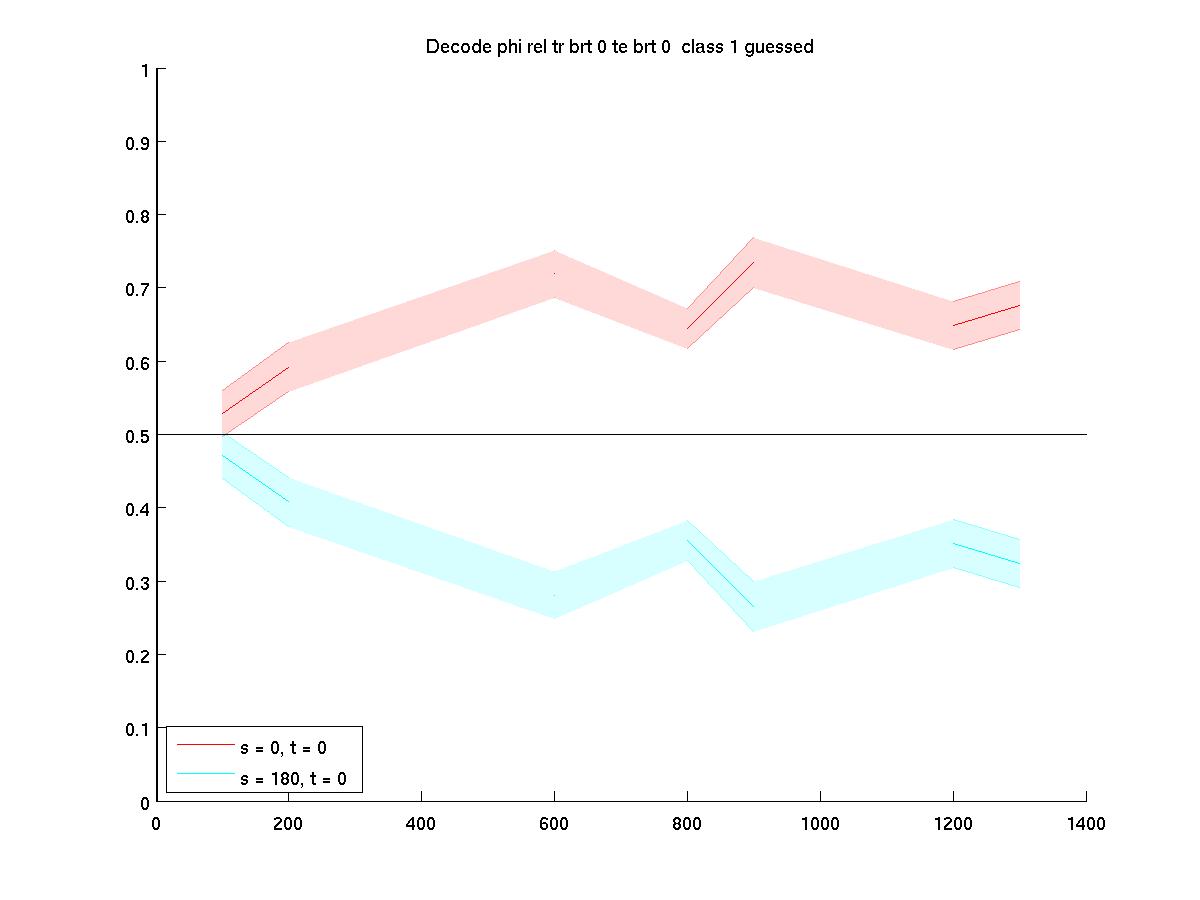 Decode phi rel tr brt 0 te brt 0  class 1 guessed
1
0.9
0.8
0.7
0.6
0.5
0.4
0.3
0.2
0.1
0
s = 0, t = 0
s = 180, t = 0
0 200 400 600 800 1000 1200 1400